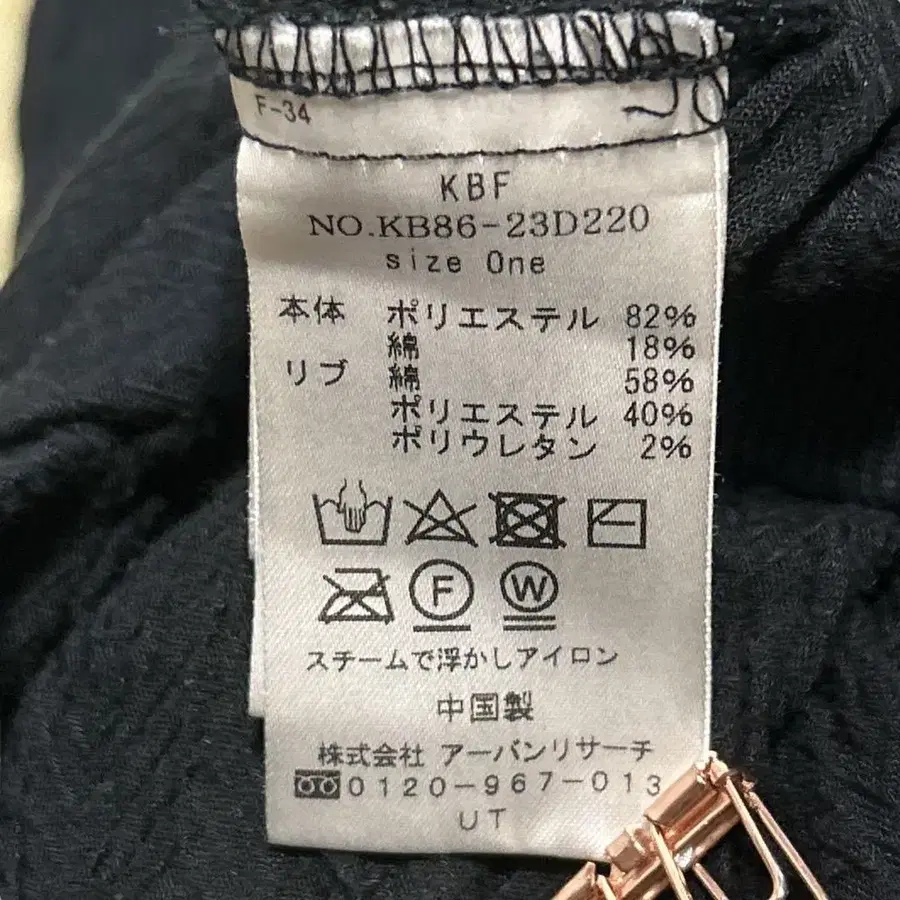 F-34
KBF
NO.KB86-23D220
size One
本体 ポリエステル 82%
綿 18%
リブ 綿 58%
ポリエステル 40%
ポリウレタン 2%
F W
スチームで浮かしアイロン
中国製
株式会社 アーバンリサーチ
0120-967-013
UT